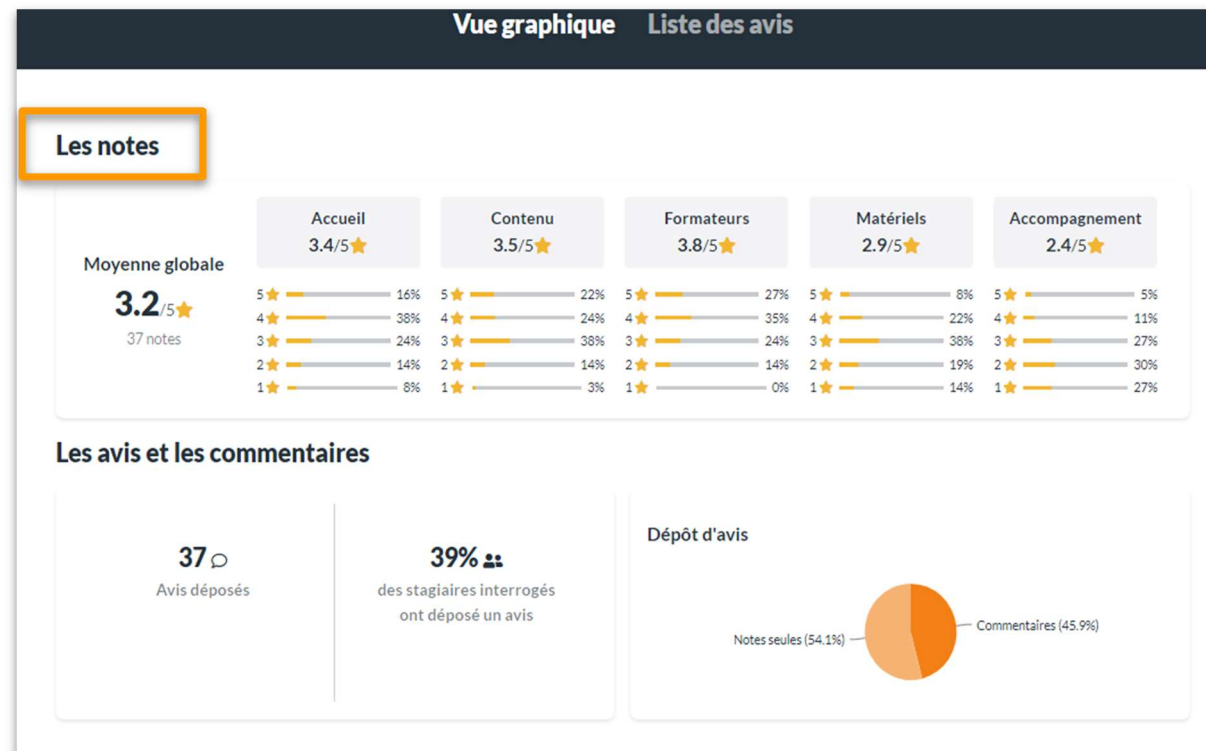 Vue graphique Liste des avis
Les notes
Moyenne globale
3.2/5
37 notes
Accueil
3.4/5
5 16%
4 38%
3 24%
2 14%
1 8%
Contenu
3.5/5
5 22%
4 24%
3 38%
2 14%
1 3%
Formateurs
3.8/5
5 27%
4 35%
3 24%
2 14%
1 0%
Matériels
2.9/5
5 8%
4 22%
3 38%
2 19%
1 14%
Accompagnement
2.4/5
5 5%
4 11%
3 27%
2 30%
1 27%
Les avis et les commentaires
37
Avis déposés
39%
des stagiaires interrogés
ont déposé un avis
Dépôt d'avis
Notes seules (54.1%)
Commentaires (45.9%)